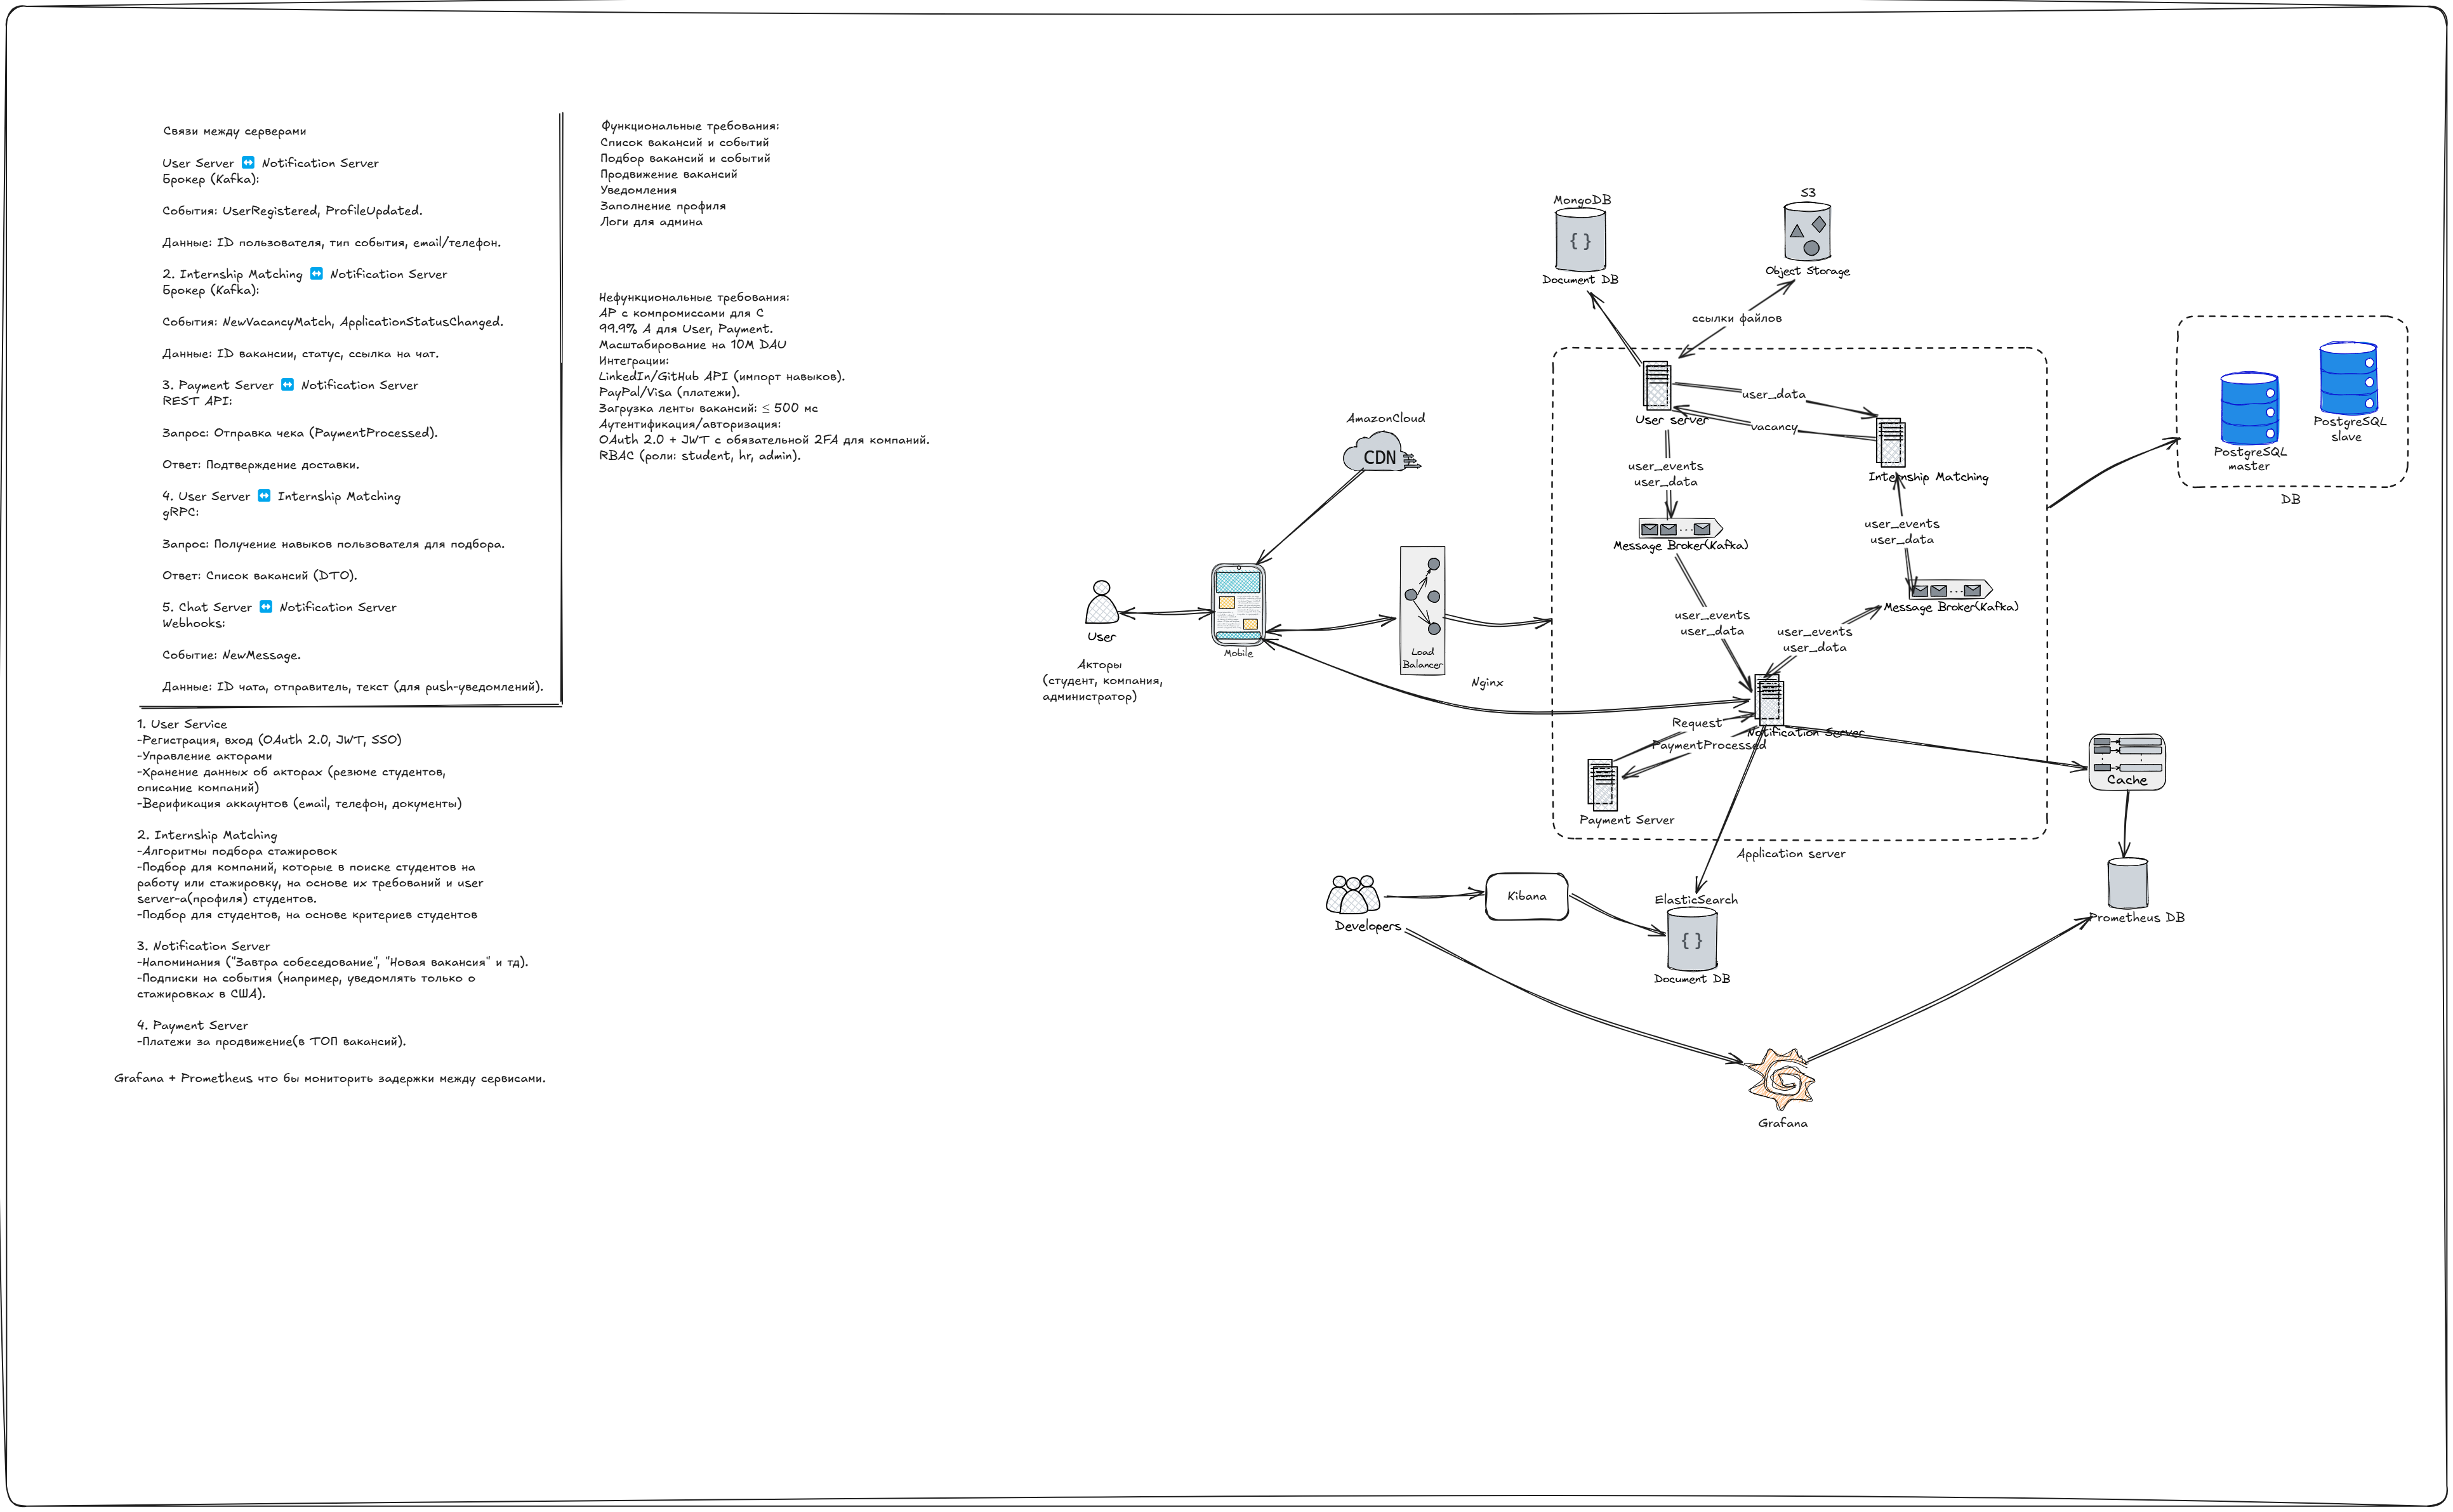 Связи между серверами
User Server ↔️ Notification Server
Брокер (Kafka):
События: UserRegistered, ProfileUpdated.
Данные: ID пользователя, тип события, email/телефон.
2. Internship Matching ↔️ Notification Server
Брокер (Kafka):
События: NewVacancyMatch, ApplicationStatusChanged.
Данные: ID вакансии, статус, ссылка на чат.
3. Payment Server ↔️ Notification Server
REST API:
Запрос: Отправка чека (PaymentProcessed).
Ответ: Подтверждение доставки.
4. User Server ↔️ Internship Matching
gRPC:
Запрос: Получение навыков пользователя для подбора.
Ответ: Список вакансий (DTO).
5. Chat Server ↔️ Notification Server
Webhooks:
Событие: NewMessage.
Данные: ID чата, отправитель, текст (для push-уведомлений).
1. User Service
-Регистрация, вход (OAuth 2.0, JWT, SSO)
-Управление акторами
-Хранение данных об акторах (резюме студентов,
описание компаний)
-Верификация аккаунтов (email, телефон, документы)
2. Internship Matching
-Алгоритмы подбора стажировок
-Подбор для компаний, которые в поиске студентов на
работу или стажировку, на основе их требований и user
server-а(профиля) студентов.
-Подбор для студентов, на основе критериев студентов
3. Notification Server
-Напоминания ("Завтра собеседование", "Новая вакансия" и тд).
-Подписки на события (например, уведомлять только о
стажировках в США).
4. Payment Server
-Платежи за продвижение(в ТОП вакансий).
Grafana + Prometheus что бы мониторить задержки между сервисами.
Функциональные требования:
Список вакансий и событий
Подбор вакансий и событий
Продвижение вакансий
Уведомления
Заполнение профиля
Логи для админа
Нефункциональные требования:
AP с компромиссами для C
99.9% A для User, Payment.
Масштабирование на 10M DAU
Интеграции:
LinkedIn/GitHub API (импорт навыков).
PayPal/Visa (платежи).
Загрузка ленты вакансий: ≤ 500 мс
Аутентификация/авторизация:
OAuth 2.0 + JWT с обязательной 2FA для компаний.
RBAC (роли: student, hr, admin).
User
Акторы
(студент, компания,
администратор)
Mobile
AmazonCloud
CDN
Load
Balancer
Nginx
MongoDB
{ }
Document DB
S3
Object Storage
ссылки файлов
User server
user_data
vacancy
Internship Matching
user_events
user_data
Message Broker(Kafka)
user_events
user_data
Message Broker(Kafka)
user_events
user_data
user_events
user_data
Notification Server
Request
PaymentProcessed
Payment Server
Application server
PostgreSQL
master
PostgreSQL
slave
DB
Cache
Prometheus DB
Developers
Kibana
ElasticSearch
{ }
Document DB
Grafana